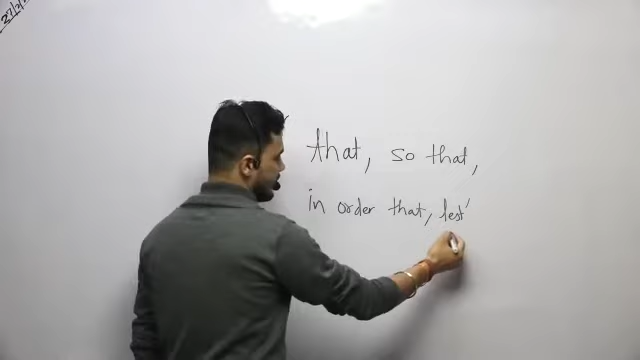 that, so that,
in order that, lest'